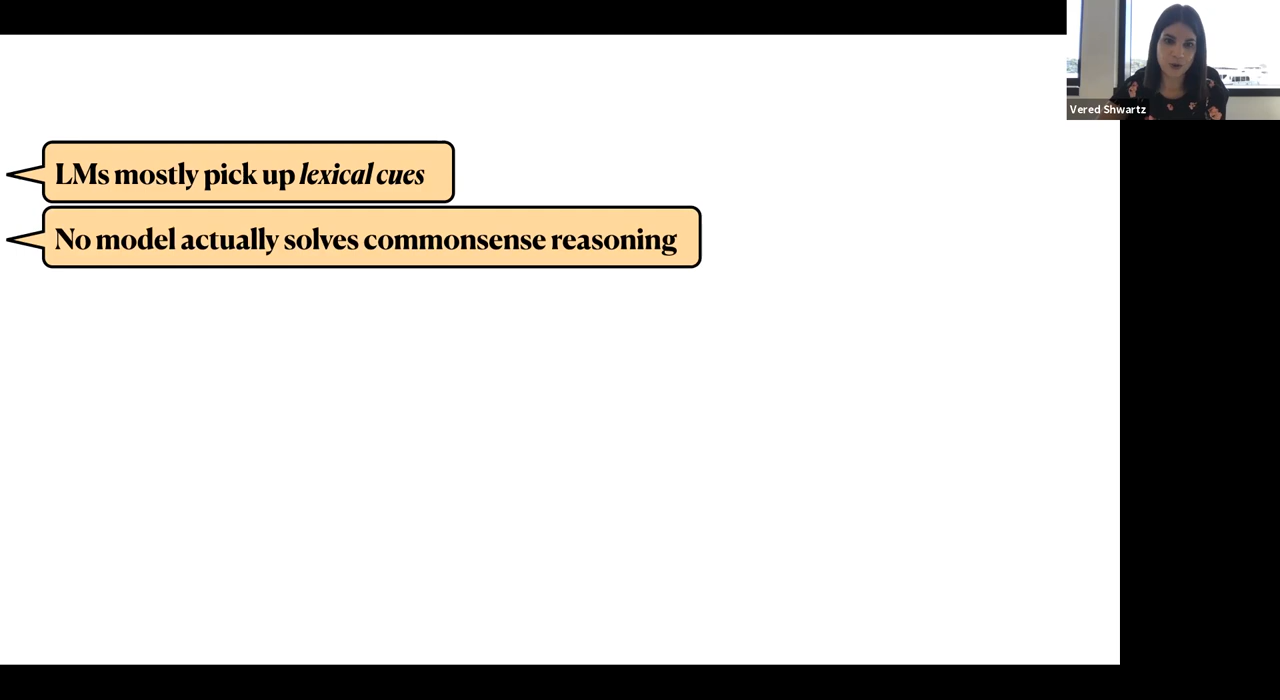 Vered Shwartz
LMs mostly pick up lexical cues
No model actually solves commonsense reasoning